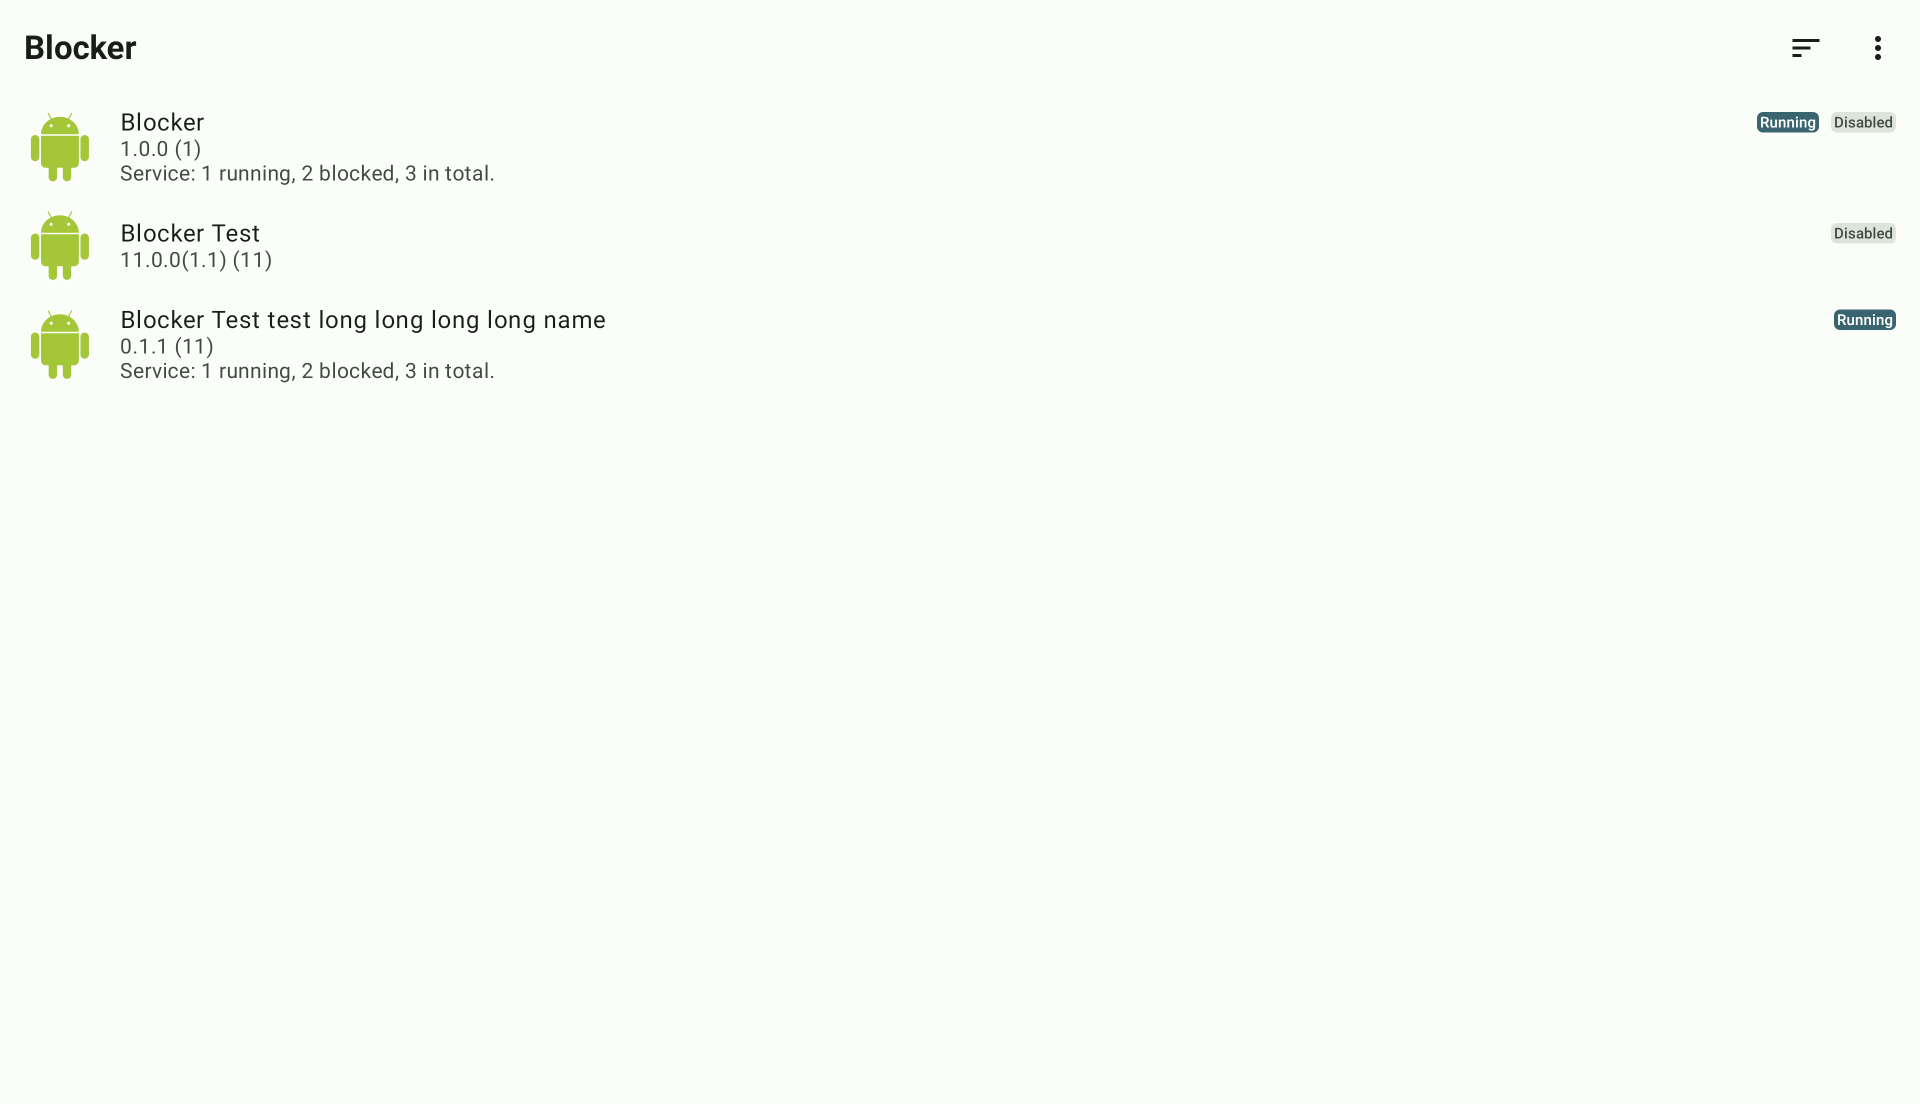 Blocker
Blocker
Running
Disabled
1.0.0 (1)
Service: 1 running, 2 blocked, 3 in total.
Blocker Test
Disabled
11.0.0(1.1) (11)
Blocker Test test long long long long name
Running
0.1.1 (11)
Service: 1 running, 2 blocked, 3 in total.